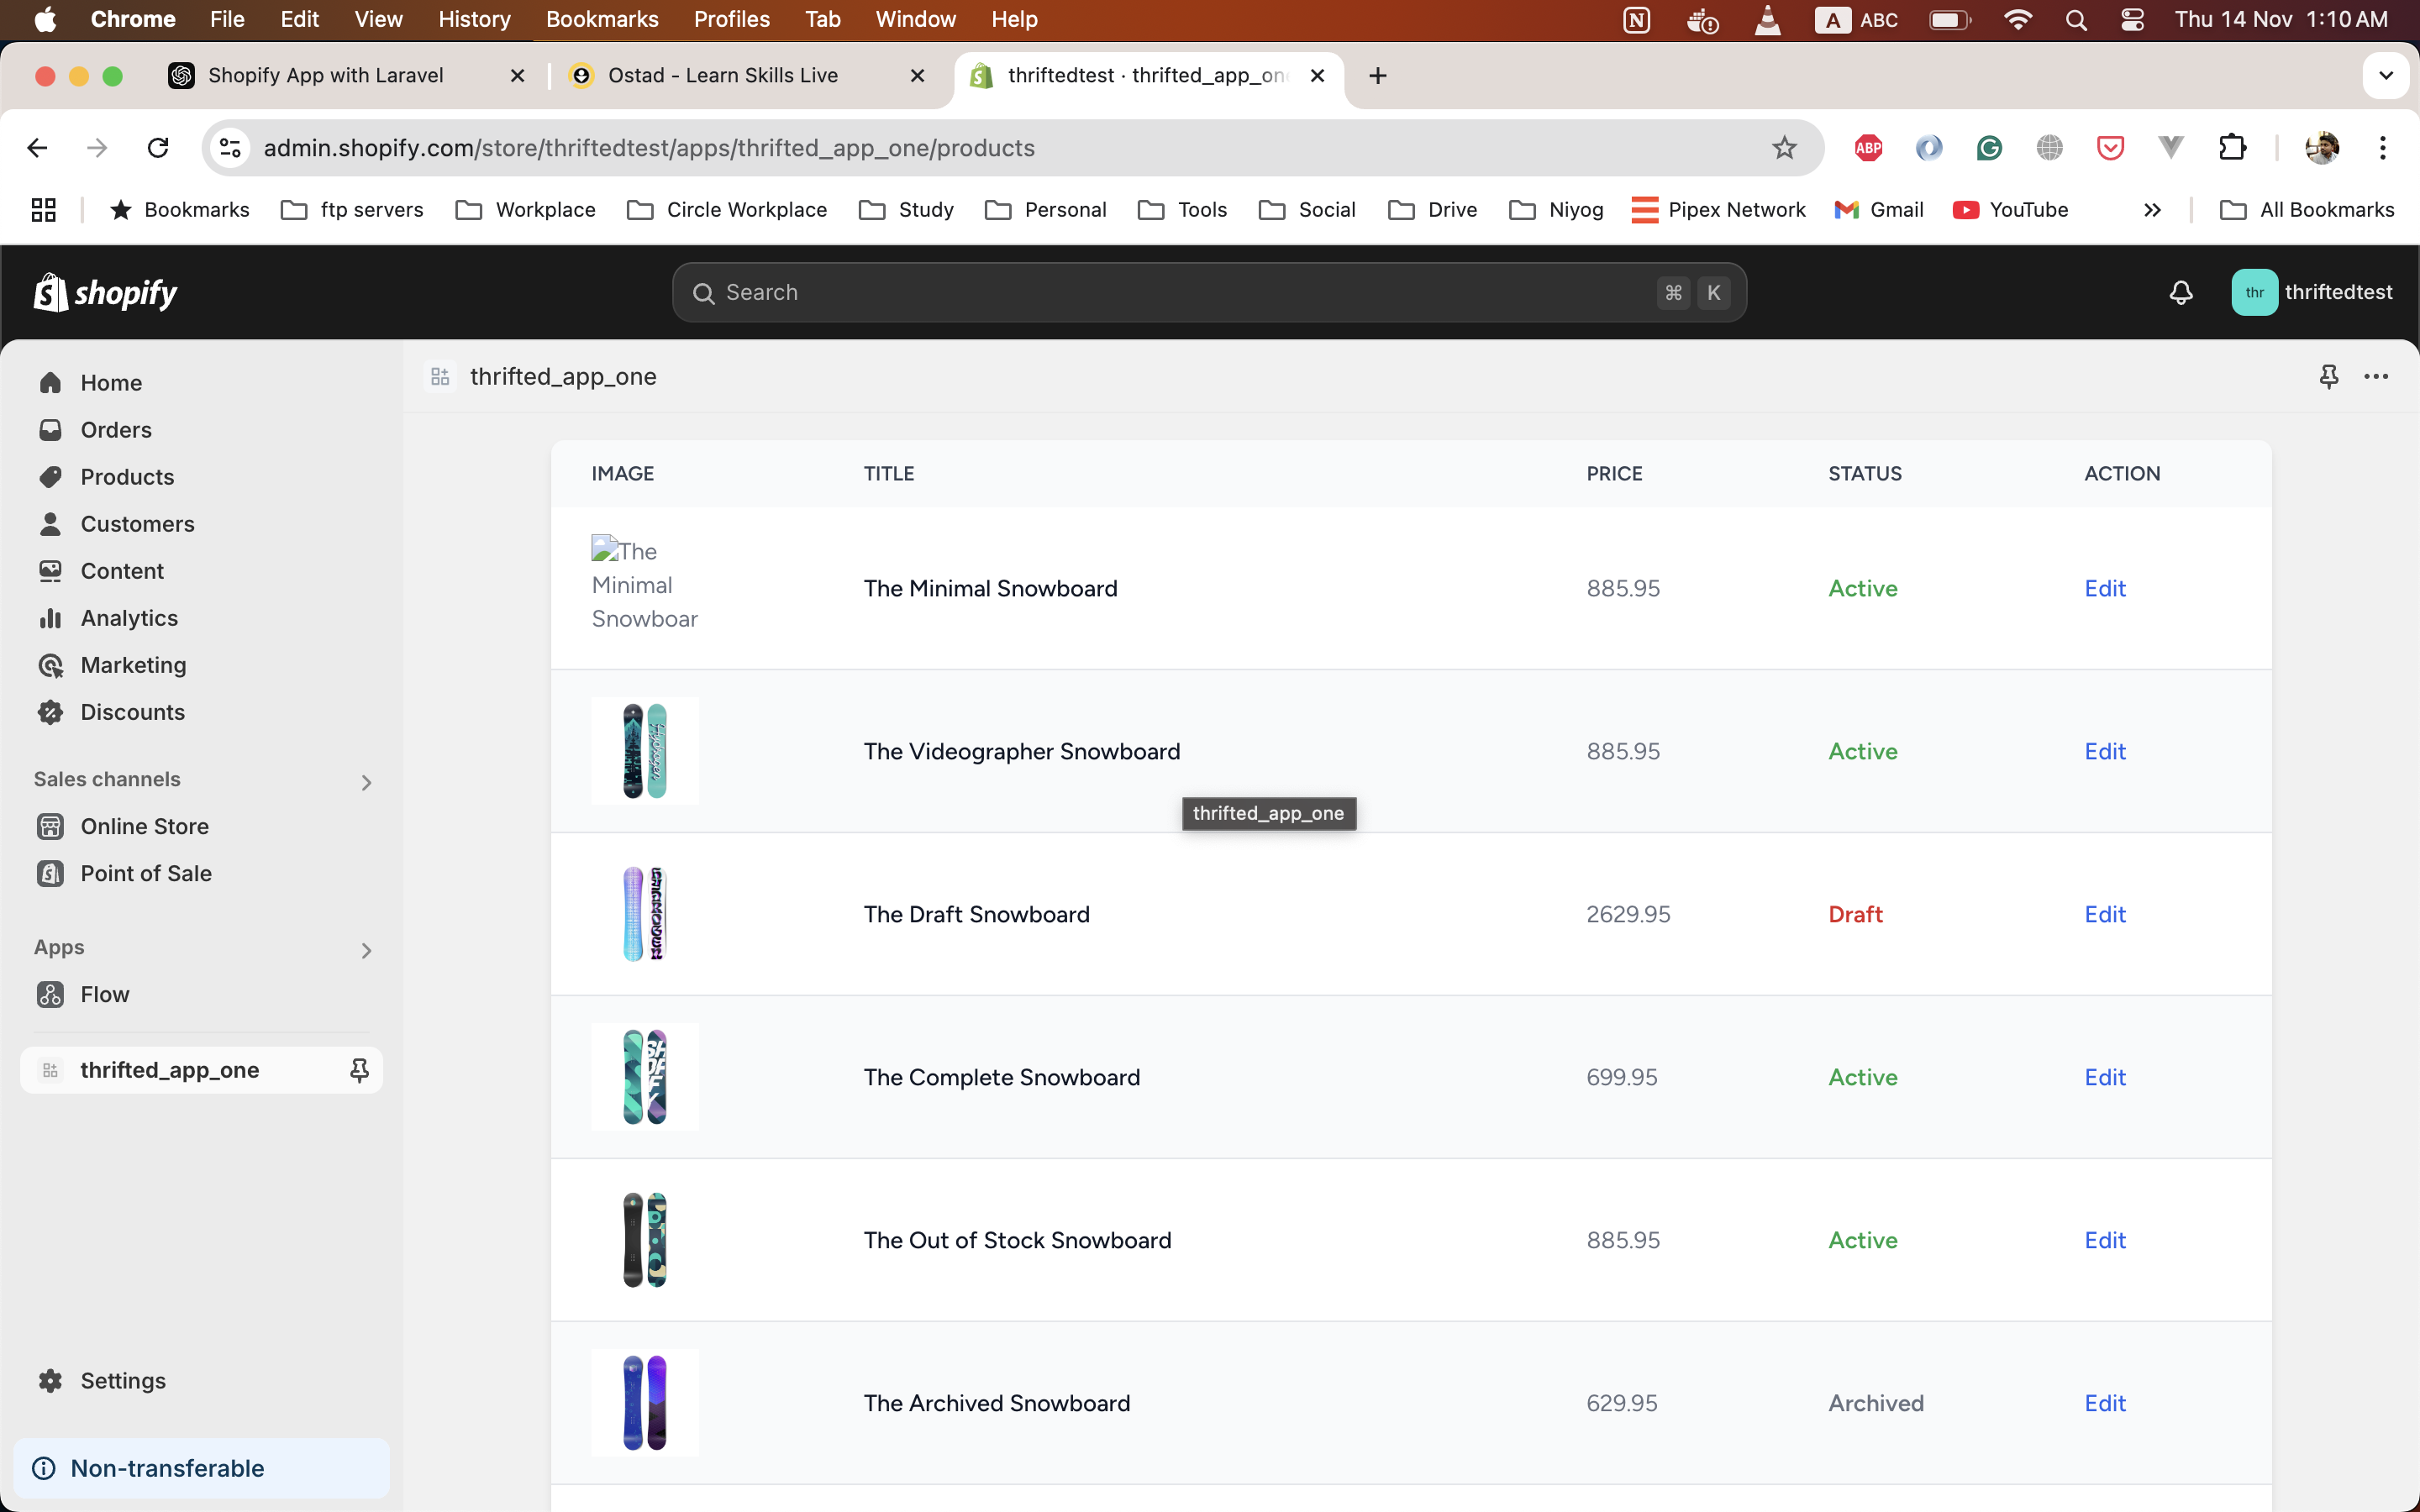 Chrome File Edit View History Bookmarks Profiles Tab Window Help A ABC Thu 14 Nov 1:10 AM
Shopify App with Laravel Ostad - Learn Skills Live thriftedtest · thrifted_app_on
admin.shopify.com/store/thriftedtest/apps/thrifted_app_one/products ABP
Bookmarks ftp servers Workplace Circle Workplace Study Personal Tools Social Drive Niyog Pipex Network Gmail YouTube All Bookmarks
shopify Search ⌘ K thr thriftedtest
Home
Orders
Products
Customers
Content
Analytics
Marketing
Discounts
Sales channels
Online Store
Point of Sale
Apps
Flow
thrifted_app_one
Settings
Non-transferable
thrifted_app_one
IMAGE TITLE PRICE STATUS ACTION
The
Minimal
Snowboar
The Minimal Snowboard 885.95 Active Edit
The Videographer Snowboard 885.95 Active Edit
thrifted_app_one
The Draft Snowboard 2629.95 Draft Edit
The Complete Snowboard 699.95 Active Edit
The Out of Stock Snowboard 885.95 Active Edit
The Archived Snowboard 629.95 Archived Edit